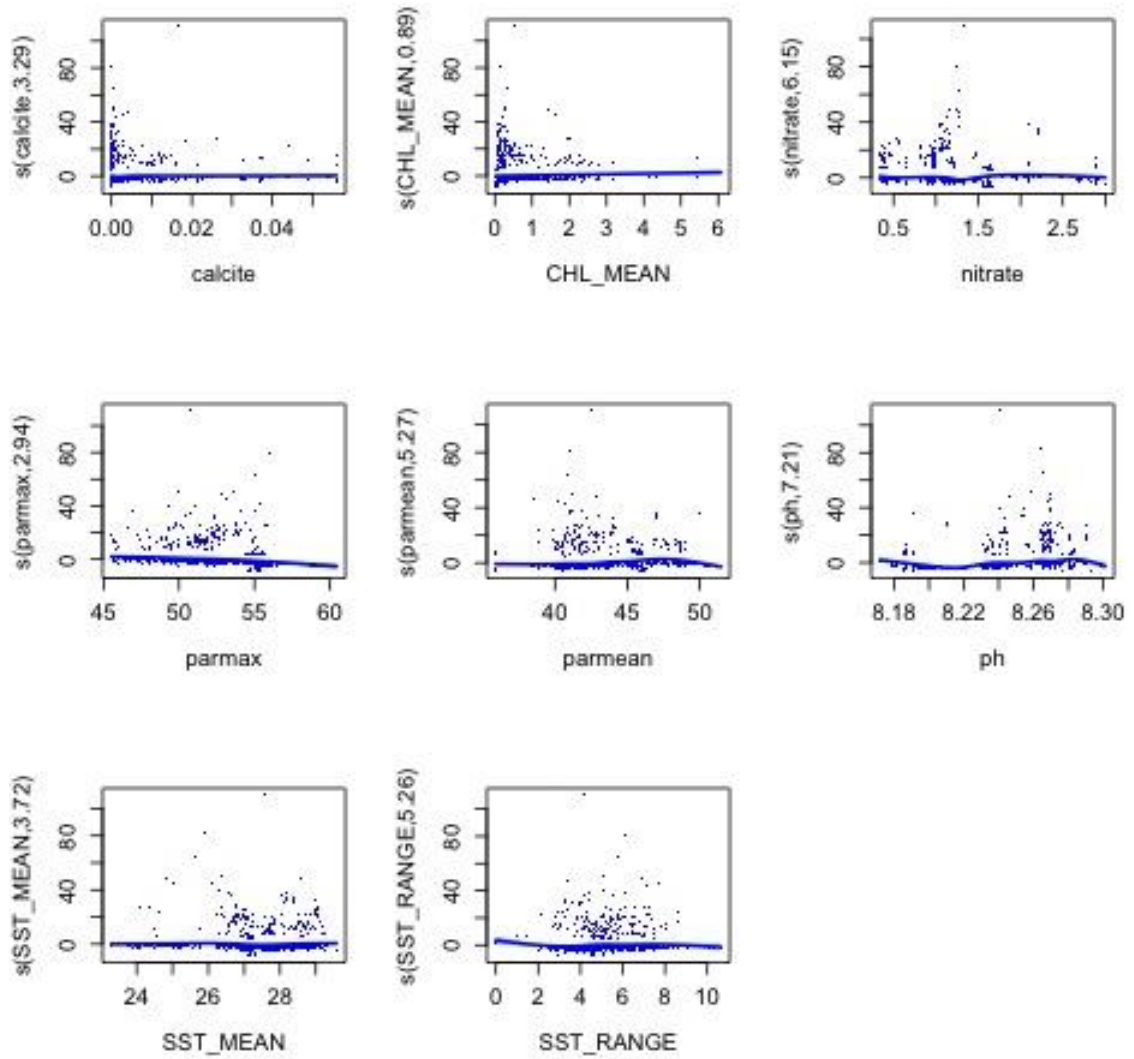 s(calcite,3.29)
0 40 80
0.00 0.02 0.04
calcite
s(CHL_MEAN,0.89)
0 40 80
0 1 2 3 4 5 6
CHL_MEAN
s(nitrate,6.15)
0 40 80
0.5 1.0 1.5 2.5
nitrate
s(parmax,2.94)
0 40 80
45 50 55 60
parmax
s(parmean,5.27)
0 40 80
40 45 50
parmean
s(ph,7.21)
0 40 80
8.18 8.22 8.26 8.30
ph
s(SST_MEAN,3.72)
0 40 80
24 26 28
SST_MEAN
s(SST_RANGE,5.26)
0 40 80
0 2 4 6 8 10
SST_RANGE